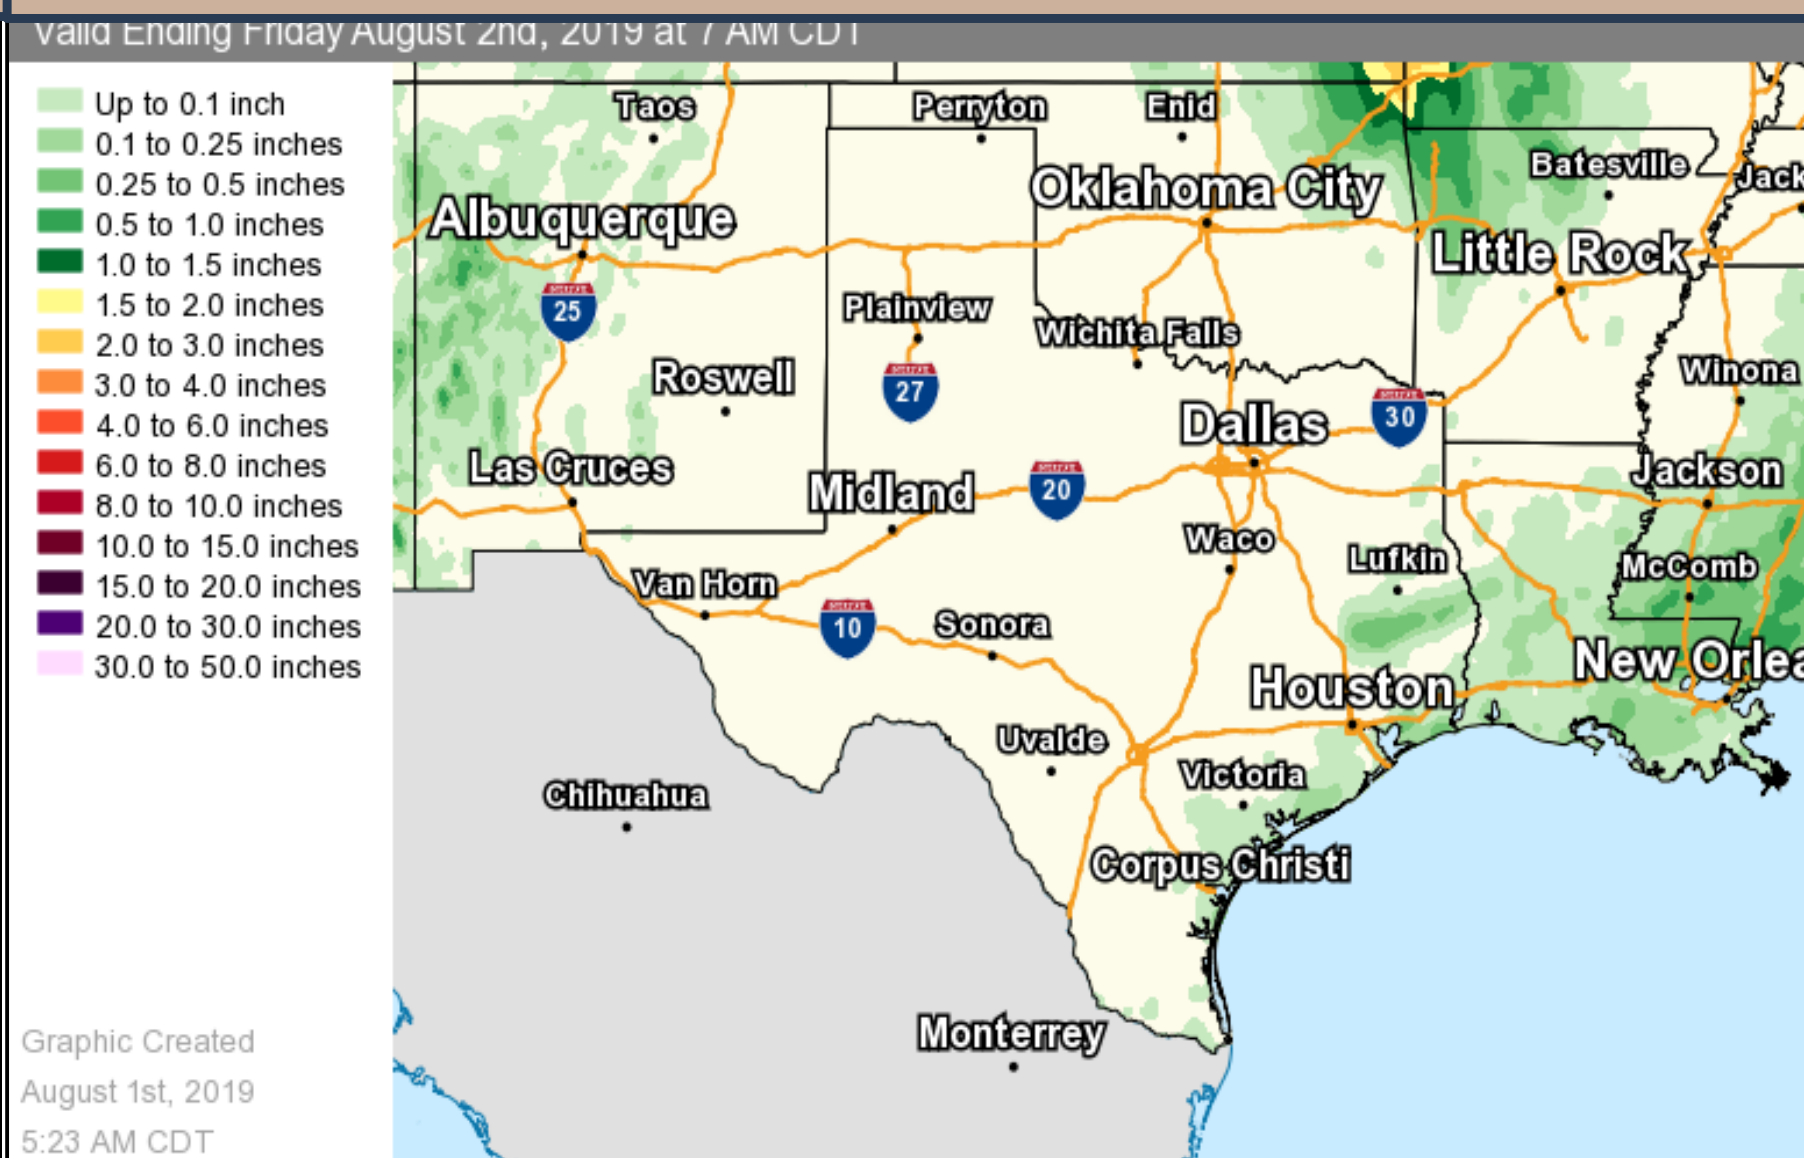 Valid Ending Friday August 2nd, 2019 at 7 AM CDT
Up to 0.1 inch
0.1 to 0.25 inches
0.25 to 0.5 inches
0.5 to 1.0 inches
1.0 to 1.5 inches
1.5 to 2.0 inches
2.0 to 3.0 inches
3.0 to 4.0 inches
4.0 to 6.0 inches
6.0 to 8.0 inches
8.0 to 10.0 inches
10.0 to 15.0 inches
15.0 to 20.0 inches
20.0 to 30.0 inches
30.0 to 50.0 inches
Graphic Created
August 1st, 2019
5:23 AM CDT
Taos
Perryton
Enid
Batesville
Jack
Oklahoma City
Albuquerque
Little Rock
25
Plainview
Wichita Falls
Roswell
27
Winona
30
Dallas
Las Cruces
Midland
20
Jackson
Waco
Lufkin
McComb
Van Horn
10
Sonora
New Orlea
Houston
Uvalde
Victoria
Chihuahua
Corpus Christi
Monterrey